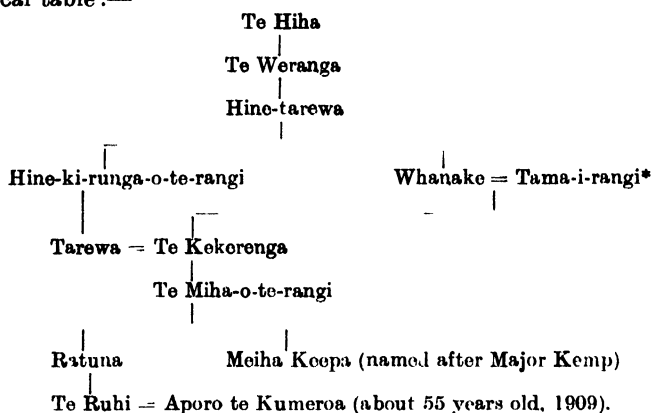 cal table:—
Te Hiha
Te Weranga
Hine-tarewa
Hine-ki-runga-o-te-rangi Whanake = Tama-i-rangi*
Tarewa = Te Kekerenga
Te Miha-o-te-rangi
Ratuna Meiha Keepa (named after Major Kemp)
Te Ruhi = Aporo te Kumeroa (about 55 years old, 1909).